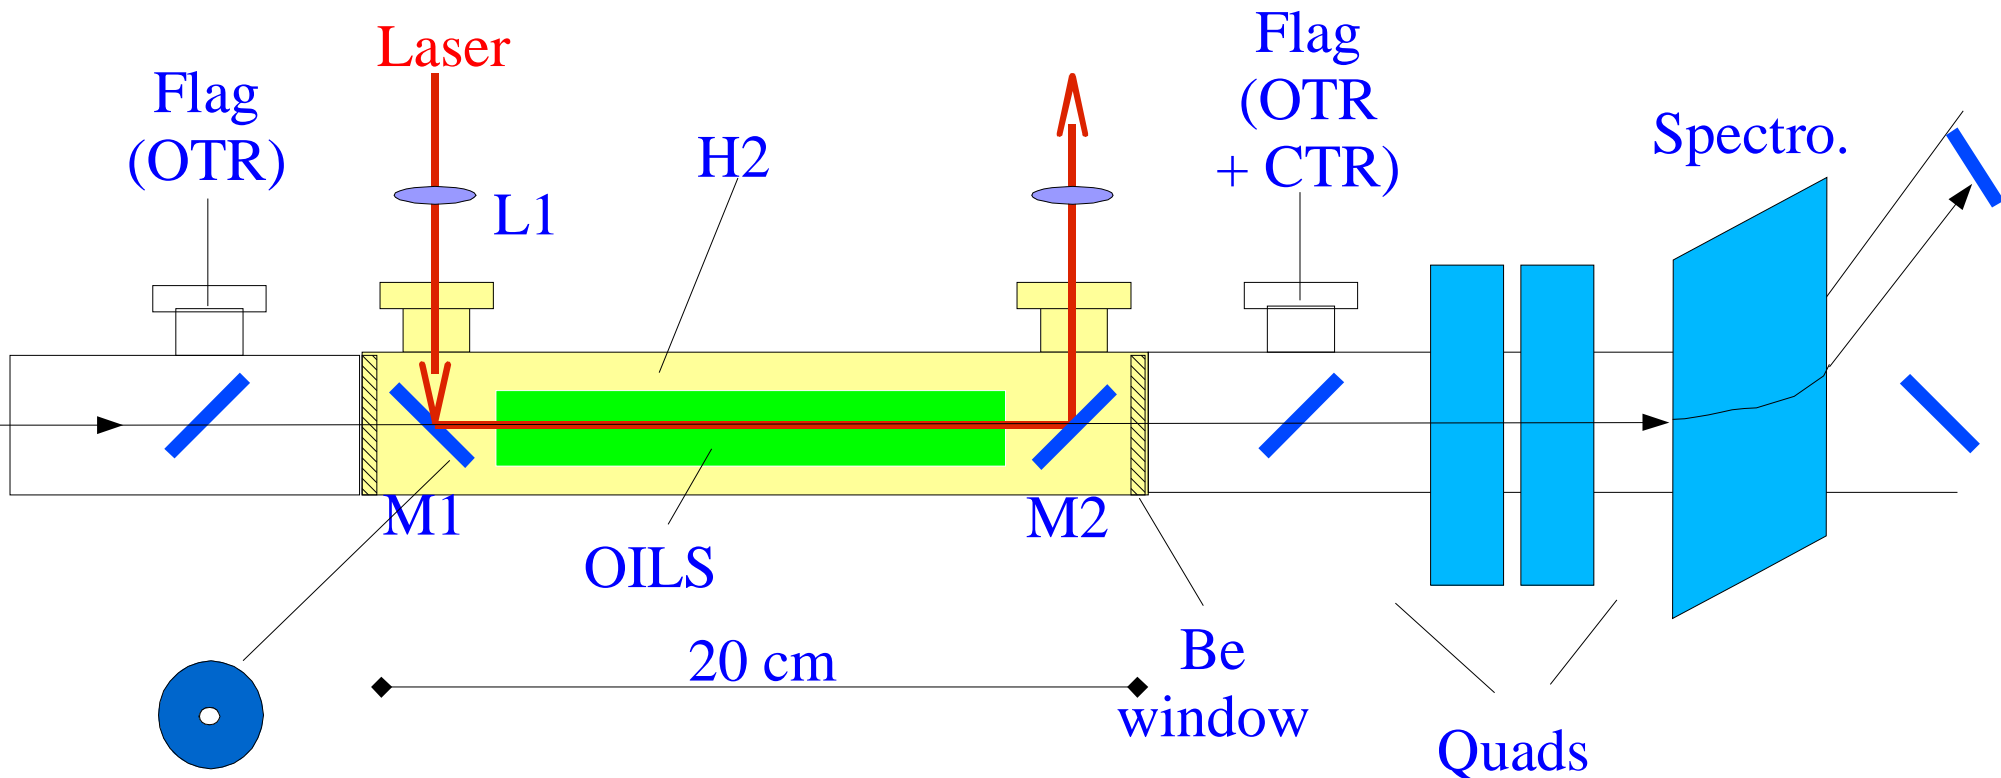 Laser
Flag
(OTR)
H2
L1
Flag
(OTR
+ CTR)
Spectro.
M1
M2
OILS
20 cm
Be
window
Quads